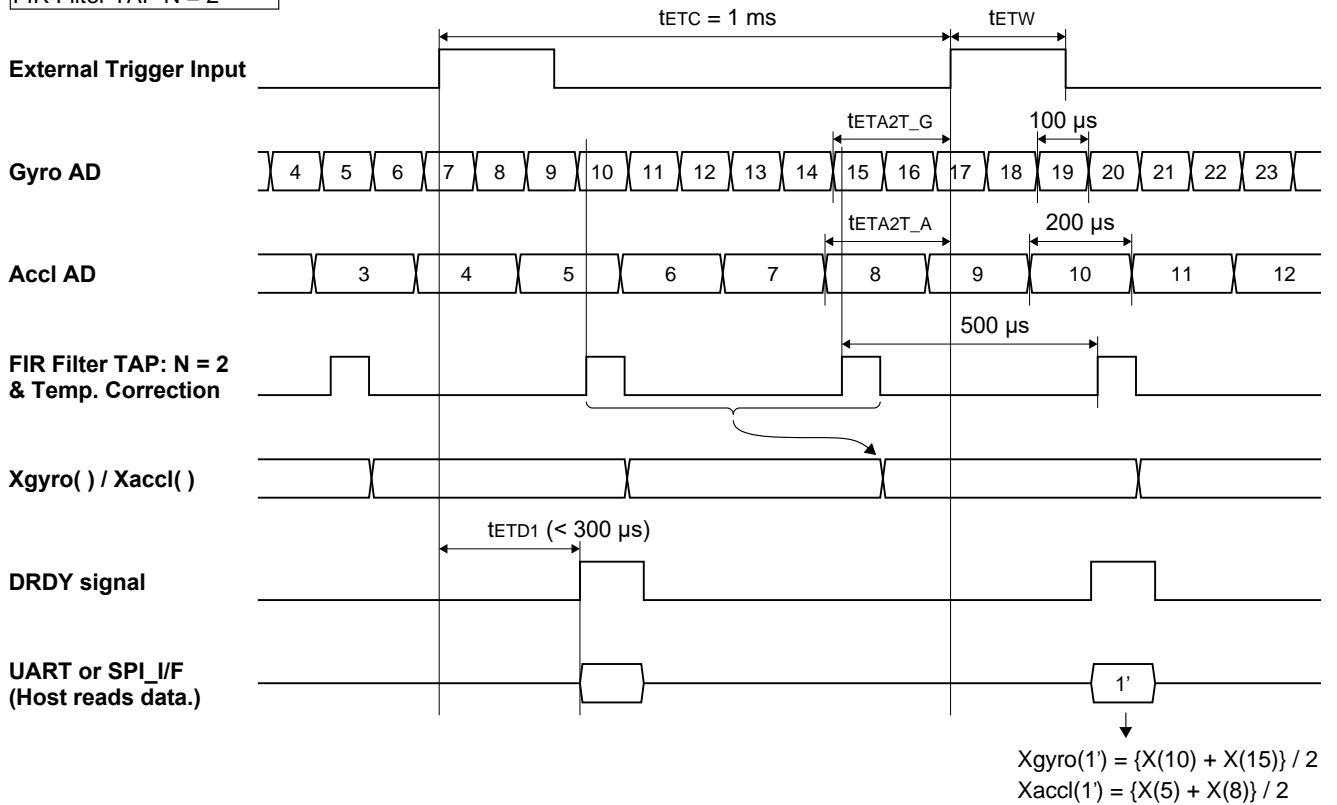 FIR Filter TAP N = 2
tETC = 1 ms
tETW
External Trigger Input
tETA2T_G
100 µs
Gyro AD
4 5 6 7 8 9 10 11 12 13 14 15 16 17 18 19 20 21 22 23
tETA2T_A
200 µs
Accl AD
3 4 5 6 7 8 9 10 11 12
500 µs
FIR Filter TAP: N = 2
& Temp. Correction
Xgyro( ) / Xaccl( )
tETD1 (< 300 µs)
DRDY signal
UART or SPI_I/F
(Host reads data.)
1’
Xgyro(1’) = {X(10) + X(15)} / 2
Xaccl(1’) = {X(5) + X(8)} / 2